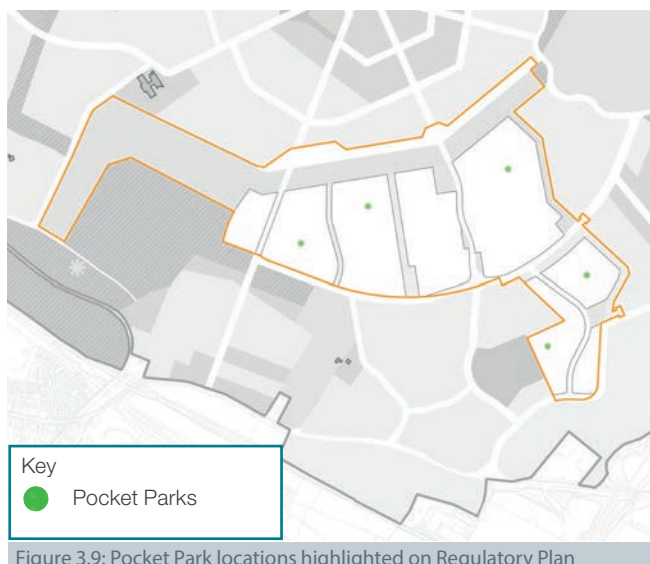 Key
Pocket Parks
Figure 3.9: Pocket Park locations highlighted on Regulatory Plan